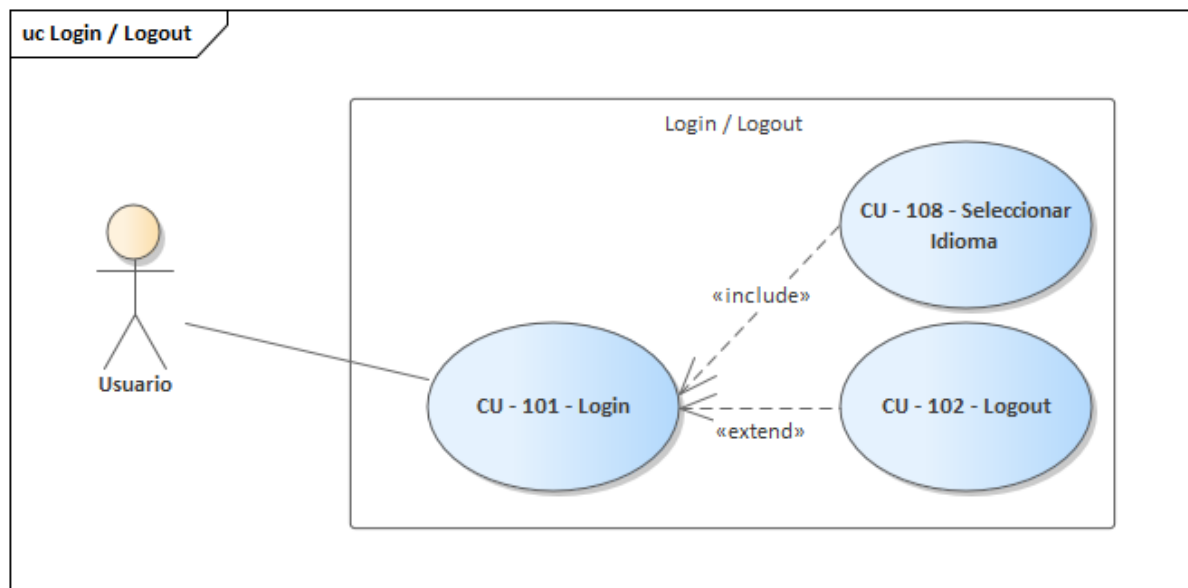 uc Login / Logout
Login / Logout
CU - 108 - Seleccionar
Idioma
«include»
CU - 101 - Login
CU - 102 - Logout
«extend»
Usuario